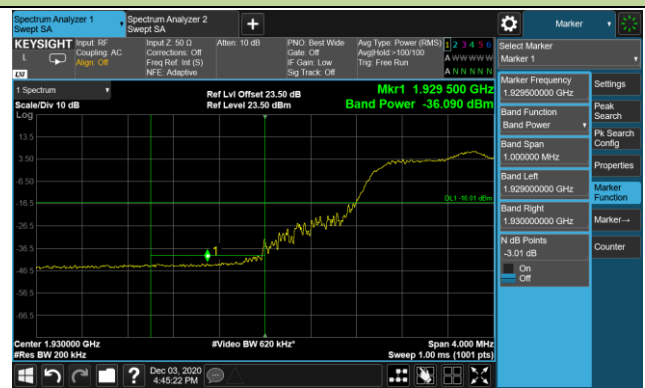 Spectrum Analyzer 1
Swept SA
Spectrum Analyzer 2
Swept SA
+
Marker
KEYSIGHT
L
LXI
Input: RF
Coupling: AC
Align: Off
Input Z: 50 Ω
Corrections: Off
Freq Ref: Int (S)
NFE: Adaptive
Atten: 10 dB
PNO: Best Wide
Gate: Off
IF Gain: Low
Sig Track: Off
Avg Type: Power (RMS)
Avg|Hold:>100/100
Trig: Free Run
1 2 3 4 5 6
A W W W W W
A N N N N N
Select Marker
Marker 1
1 Spectrum
Scale/Div 10 dB
Log
Ref Lvl Offset 23.50 dB
Ref Level 23.50 dBm
Mkr1 1.929 500 GHz
Band Power -36.090 dBm
13.5
3.50
-6.50
-16.5
-26.5
-36.5
-46.5
-56.5
-66.5
DL1 -16.01 dBm
1
Center 1.930000 GHz
#Res BW 200 kHz
#Video BW 620 kHz*
Span 4.000 MHz
Sweep 1.00 ms (1001 pts)
Marker Frequency
1.929500000 GHz
Band Function
Band Power
Band Span
1.000000 MHz
Band Left
1.929000000 GHz
Band Right
1.930000000 GHz
N dB Points
-3.01 dB
On
Off
Settings
Peak
Search
Pk Search
Config
Properties
Marker
Function
Marker→
Counter
?
Dec 03, 2020
4:45:22 PM